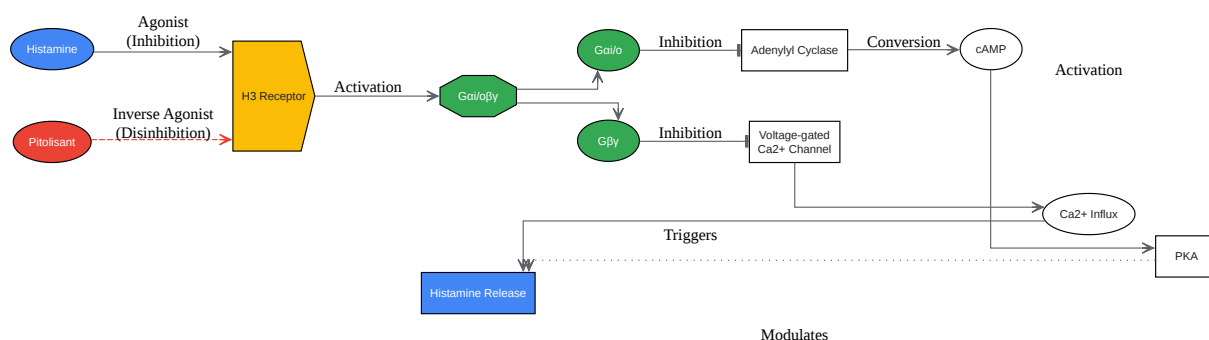 Agonist
(Inhibition)
Histamine
H3 Receptor
Inverse Agonist
(Disinhibition)
Pitolisant
Activation
Gαi/oβγ
Gαi/o
Inhibition
Adenylyl Cyclase
Conversion
cAMP
Activation
Gβγ
Inhibition
Voltage-gated
Ca2+ Channel
Ca2+ Influx
Triggers
PKA
Histamine Release
Modulates